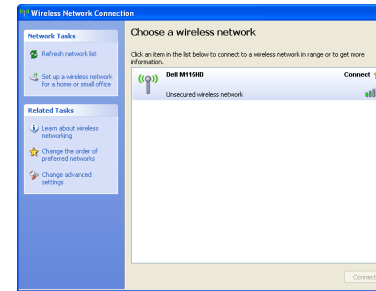 Wireless Network Connection
Network Tasks
Refresh network list
Set up a wireless network
for a home or small office
Related Tasks
Learn about wireless
networking
Change the order of
preferred networks
Change advanced
settings
Choose a wireless network
Click an item in the list below to connect to a wireless network in range or to get more
information.
Dell M115HD
Connect
Unsecured wireless network
Connect